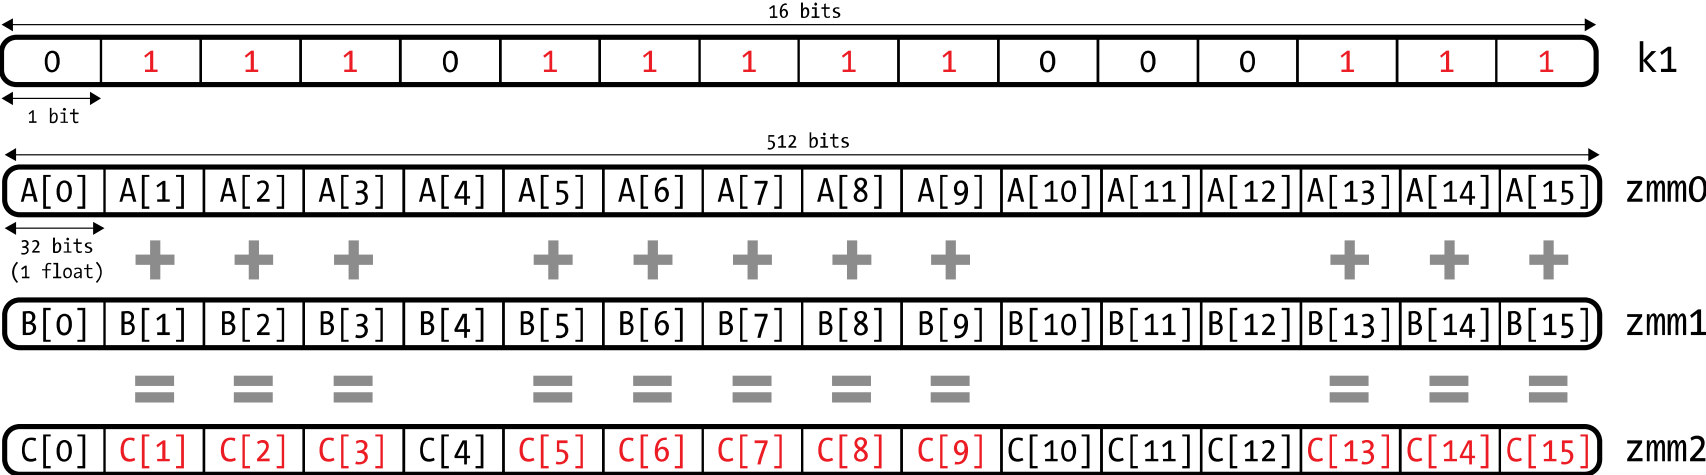 16 bits
0 1 1 1 0 1 1 1 1 1 0 0 0 1 1 1 k1
1 bit
512 bits
A[0] A[1] A[2] A[3] A[4] A[5] A[6] A[7] A[8] A[9] A[10] A[11] A[12] A[13] A[14] A[15] zmm0
32 bits
(1 float)
+ + + + + + + + + + +
B[0] B[1] B[2] B[3] B[4] B[5] B[6] B[7] B[8] B[9] B[10] B[11] B[12] B[13] B[14] B[15] zmm1
= = = = = = = = = = =
C[0] C[1] C[2] C[3] C[4] C[5] C[6] C[7] C[8] C[9] C[10] C[11] C[12] C[13] C[14] C[15] zmm2